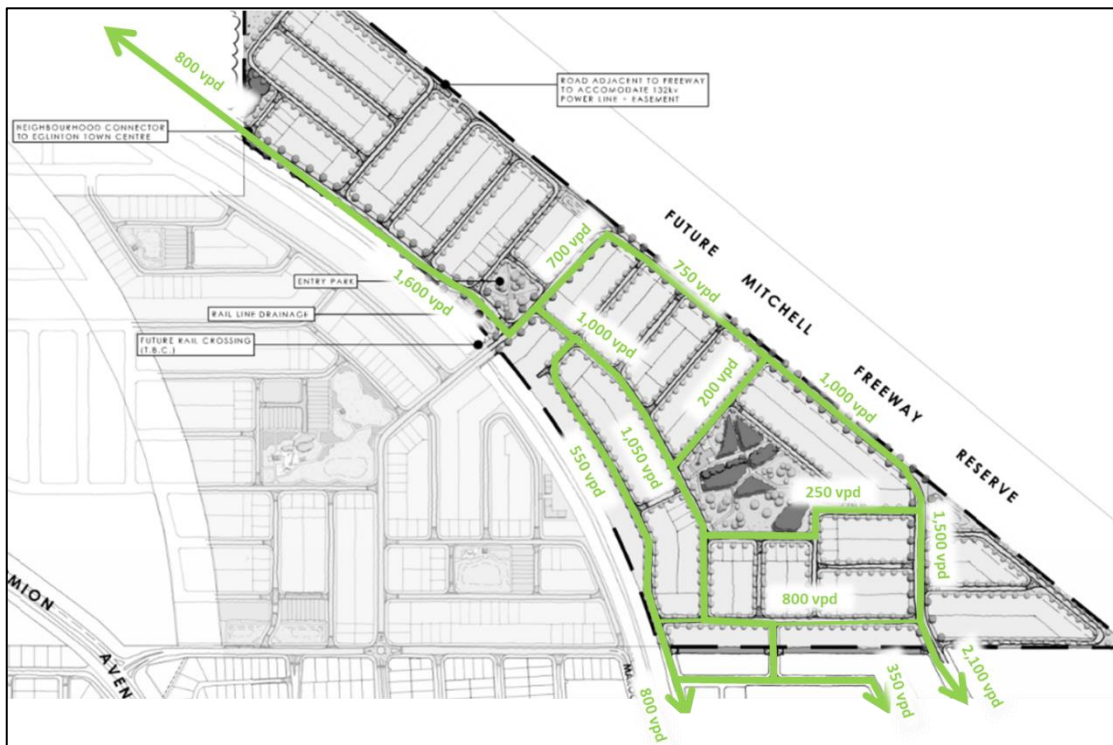 800 vpd
ROAD ADJACENT TO FREEWAY
TO ACCOMODATE 132kv
POWER LINE + EASEMENT
NEIGHBOURHOOD CONNECTOR
TO EGLINTON TOWN CENTRE
FUTURE
MITCHELL
FREEWAY
RESERVE
700 vpd
750 vpd
ENTRY PARK
1,600 vpd
RAIL LINE DRAINAGE
FUTURE RAIL CROSSING
(T.B.C.)
1,000 vpd
200 vpd
1,000 vpd
1,050 vpd
550 vpd
250 vpd
1,500 vpd
800 vpd
MION
AVEN
800 vpd
350 vpd
2,100 vpd